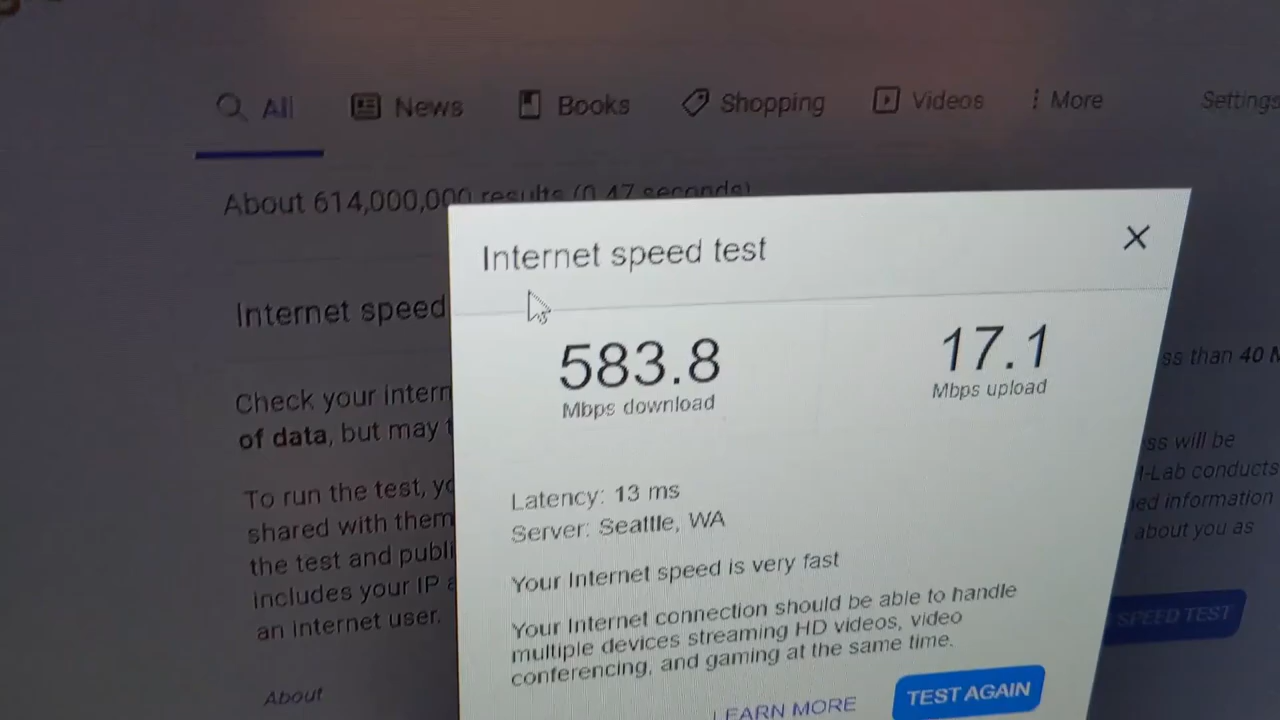 All News Books Shopping Videos More Settings
About 614,000,000 results (0.47 seconds)
Internet speed
Check your intern
of data, but may
To run the test, yo
shared with them
the test and publi
includes your IP a
an internet user.
About
Internet speed test
583.8
Mbps download
17.1
Mbps upload
Latency: 13 ms
Server: Seattle, WA
Your Internet speed is very fast
Your Internet connection should be able to handle
multiple devices streaming HD videos, video
conferencing, and gaming at the same time.
LEARN MORE
TEST AGAIN
ss than 40 M
ss will be
M-Lab conducts
ed information
about you as
SPEED TEST